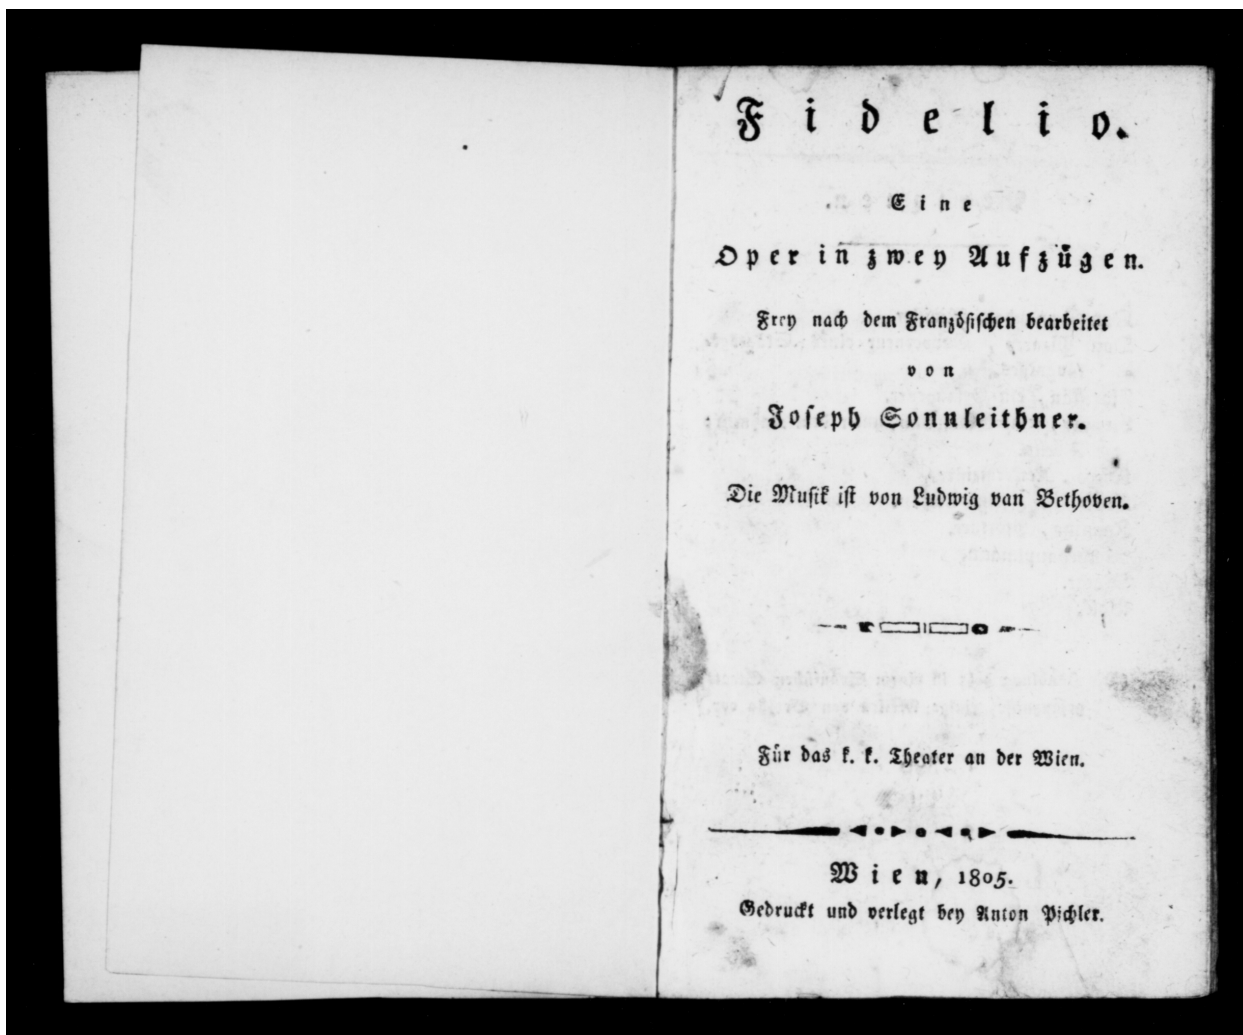 Fidelio.
Eine
Oper in zwey Aufzügen.
Frey nach dem Französischen bearbeitet
von
Joseph Sonnleithner.
Die Musik ist von Ludwig van Bethoven.
Für das k. k. Theater an der Wien.
Wien, 1805.
Gedruckt und verlegt bey Anton Pichler.